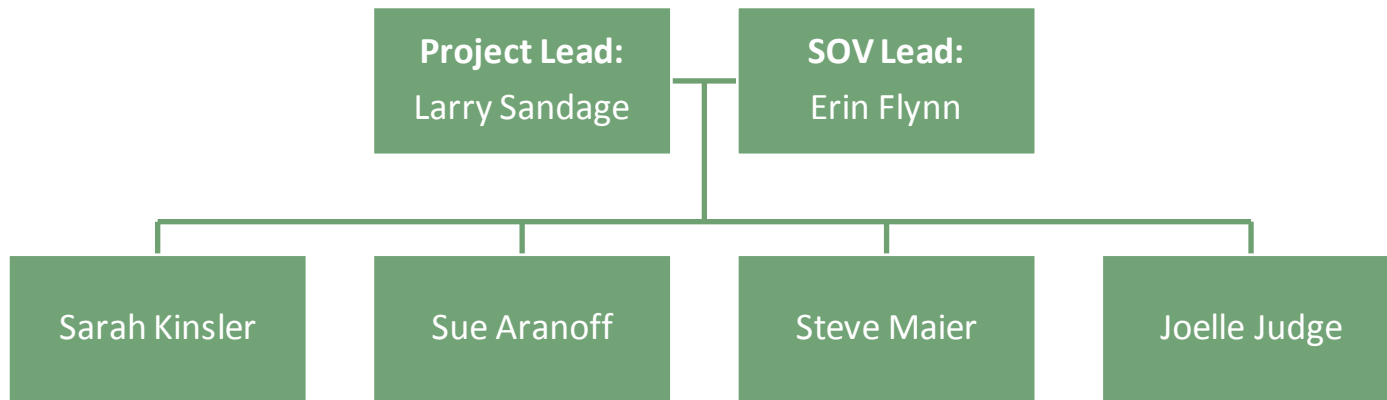 Project Lead:
Larry Sandage
SOV Lead:
Erin Flynn
Sarah Kinsler
Sue Aranoff
Steve Maier
Joelle Judge